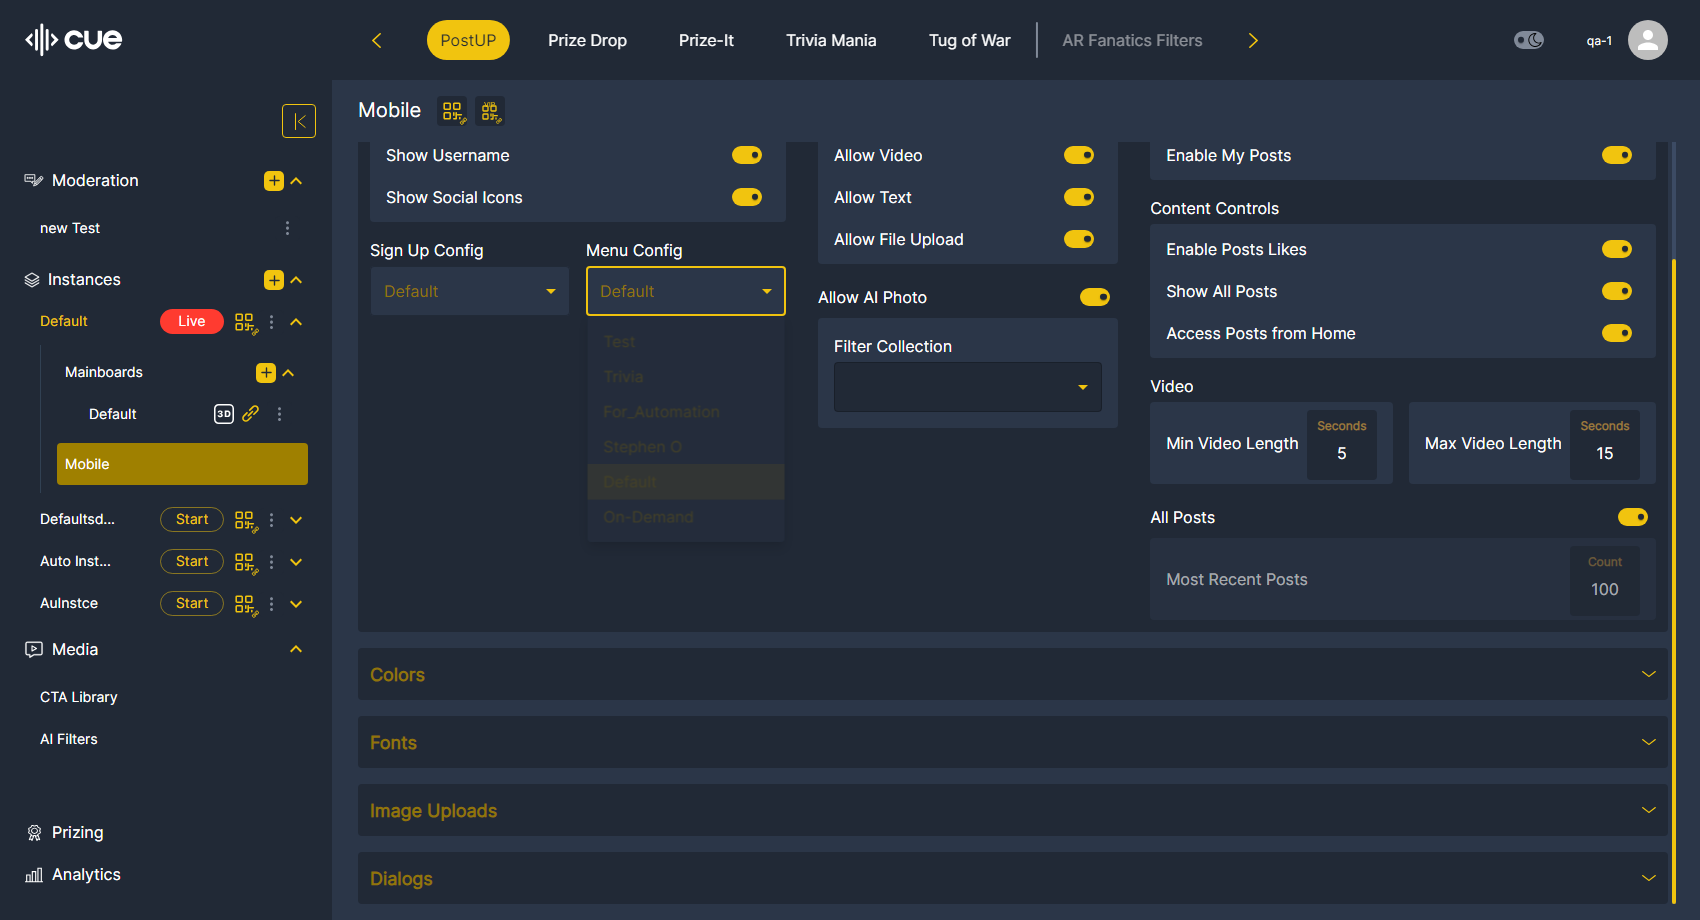 cue
PostUP
Prize Drop
Prize-It
Trivia Mania
Tug of War
AR Fanatics Filters
qa-1
Moderation
new Test
Instances
Default
Live
Mainboards
Default
3D
Mobile
Defaultsd...
Start
Auto Inst...
Start
AuInstce
Start
Media
CTA Library
AI Filters
Prizing
Analytics
Mobile
VIP
Show Username
Show Social Icons
Sign Up Config
Default
Menu Config
Default
Test
Trivia
For_Automation
Stephen O
Default
On-Demand
Allow Video
Allow Text
Allow File Upload
Allow AI Photo
Filter Collection
Enable My Posts
Content Controls
Enable Posts Likes
Show All Posts
Access Posts from Home
Video
Min Video Length
Seconds
5
Max Video Length
Seconds
15
All Posts
Most Recent Posts
Count
100
Colors
Fonts
Image Uploads
Dialogs